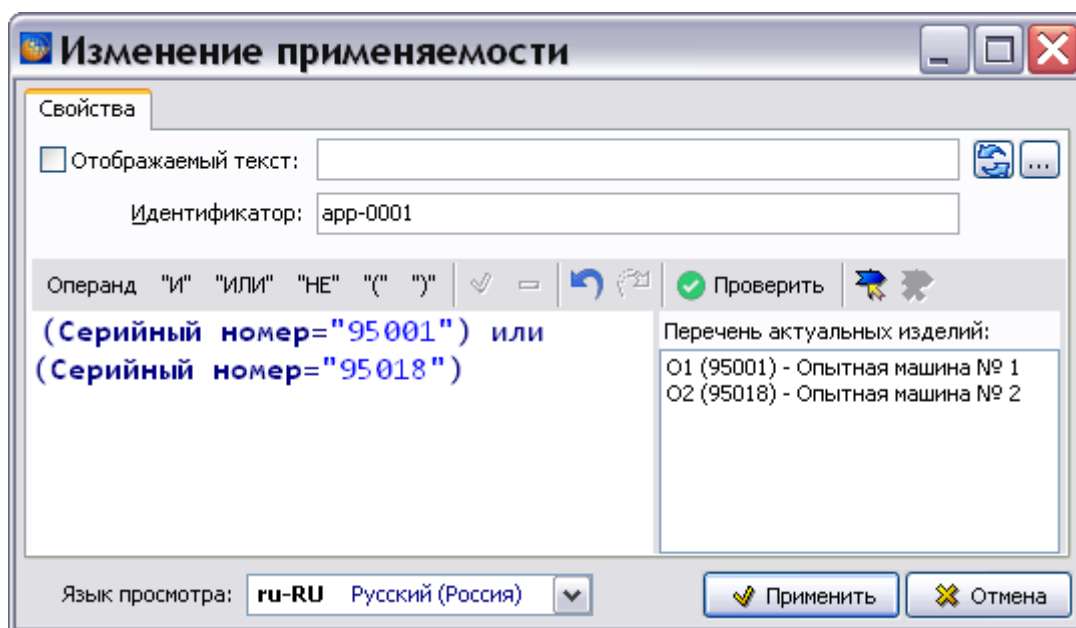 Изменение применяемости
Свойства
Отображаемый текст:
...
Идентификатор: app-0001
Операнд "И" "ИЛИ" "НЕ" "(" ")" Проверить
(Серийный номер="95001") или
(Серийный номер="95018")
Перечень актуальных изделий:
О1 (95001) - Опытная машина № 1
О2 (95018) - Опытная машина № 2
Язык просмотра: ru-RU Русский (Россия) Применить Отмена